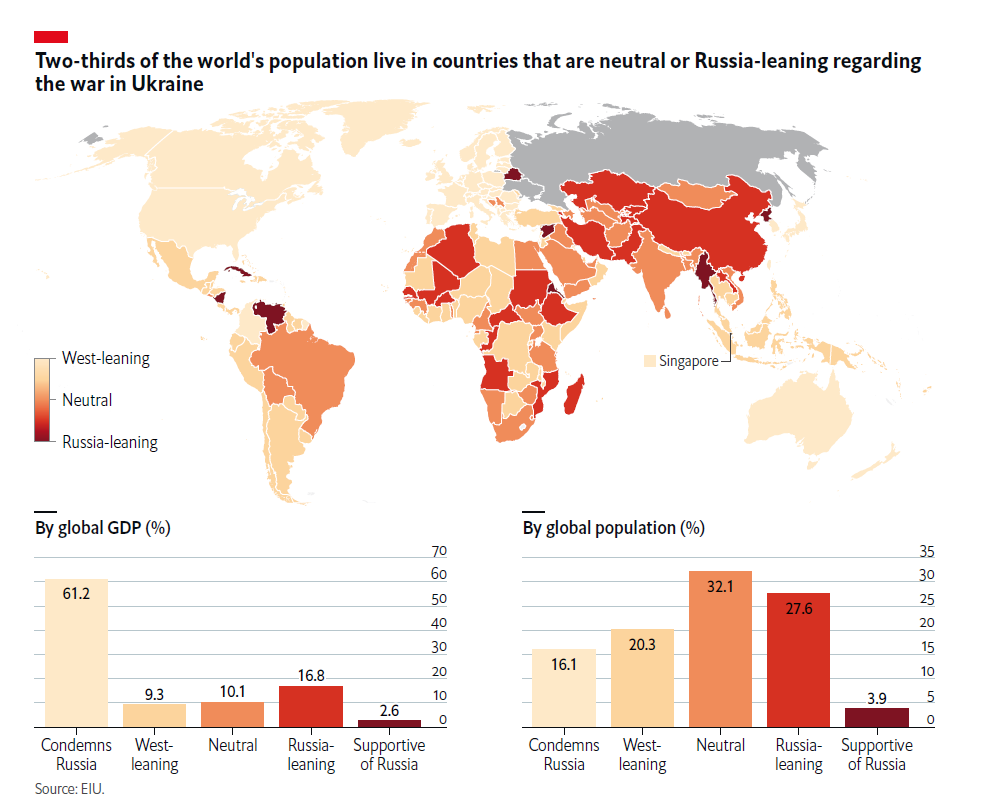 Two-thirds of the world's population live in countries that are neutral or Russia-leaning regarding
the war in Ukraine
West-leaning
Neutral
Russia-leaning
Singapore
By global GDP (%)
70
60
50
40
30
20
10
0
61.2
9.3
10.1
16.8
2.6
Condemns
Russia
West-
leaning
Neutral
Russia-
leaning
Supportive
of Russia
By global population (%)
35
30
25
20
15
10
5
0
16.1
20.3
32.1
27.6
3.9
Condemns
Russia
West-
leaning
Neutral
Russia-
leaning
Supportive
of Russia
Source: EIU.